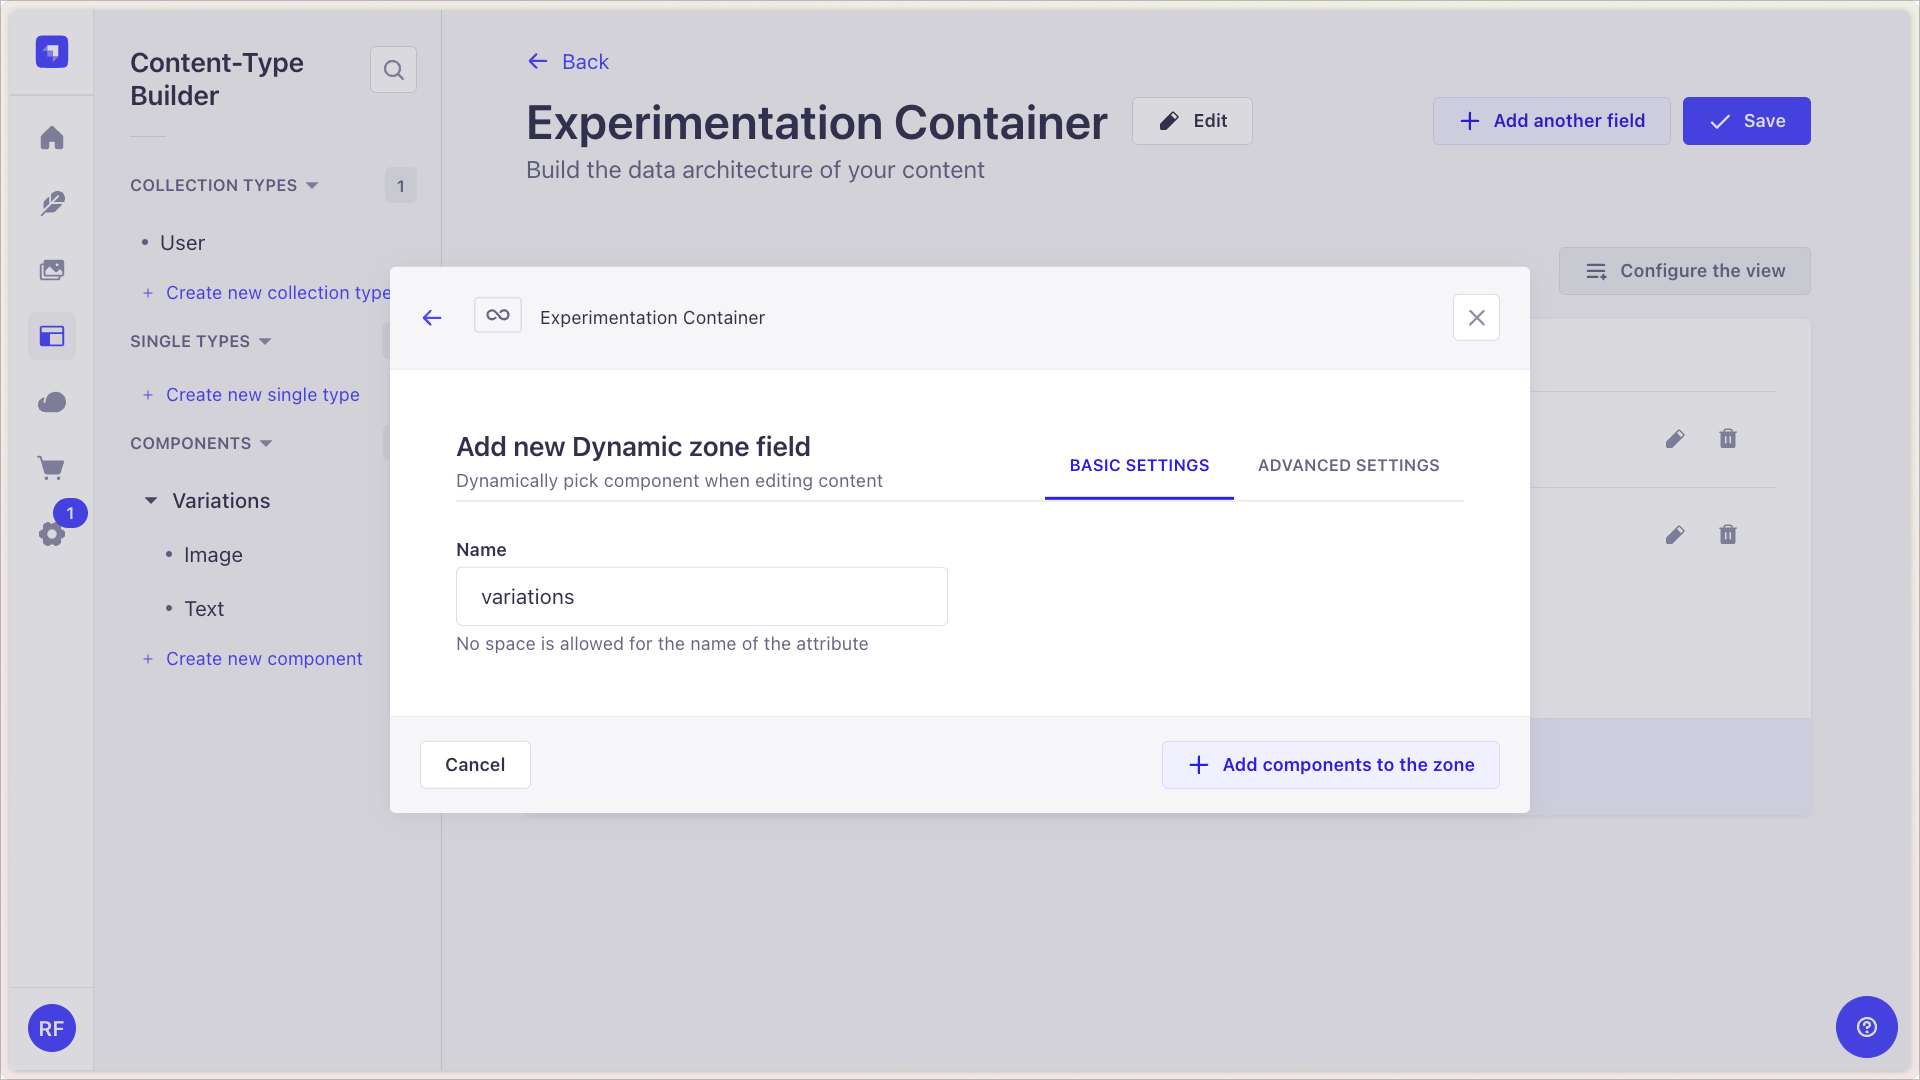 Content-Type
Builder
COLLECTION TYPES
1
User
+ Create new collection type
SINGLE TYPES
+ Create new single type
COMPONENTS
Variations
Image
Text
+ Create new component
1
RF
Back
Experimentation Container
Edit
Add another field
Save
Build the data architecture of your content
Configure the view
Experimentation Container
Add new Dynamic zone field
Dynamically pick component when editing content
BASIC SETTINGS
ADVANCED SETTINGS
Name
variations
No space is allowed for the name of the attribute
Cancel
Add components to the zone